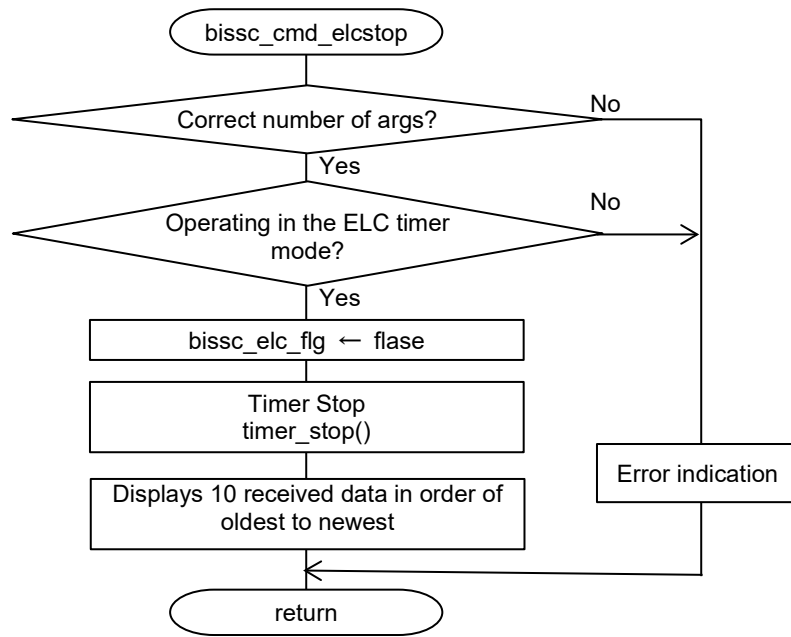 bissc_cmd_elcstop
Correct number of args?
No
Yes
Operating in the ELC timer
mode?
No
Yes
bissc_elc_flg ← flase
Timer Stop
timer_stop()
Error indication
Displays 10 received data in order of
oldest to newest
return